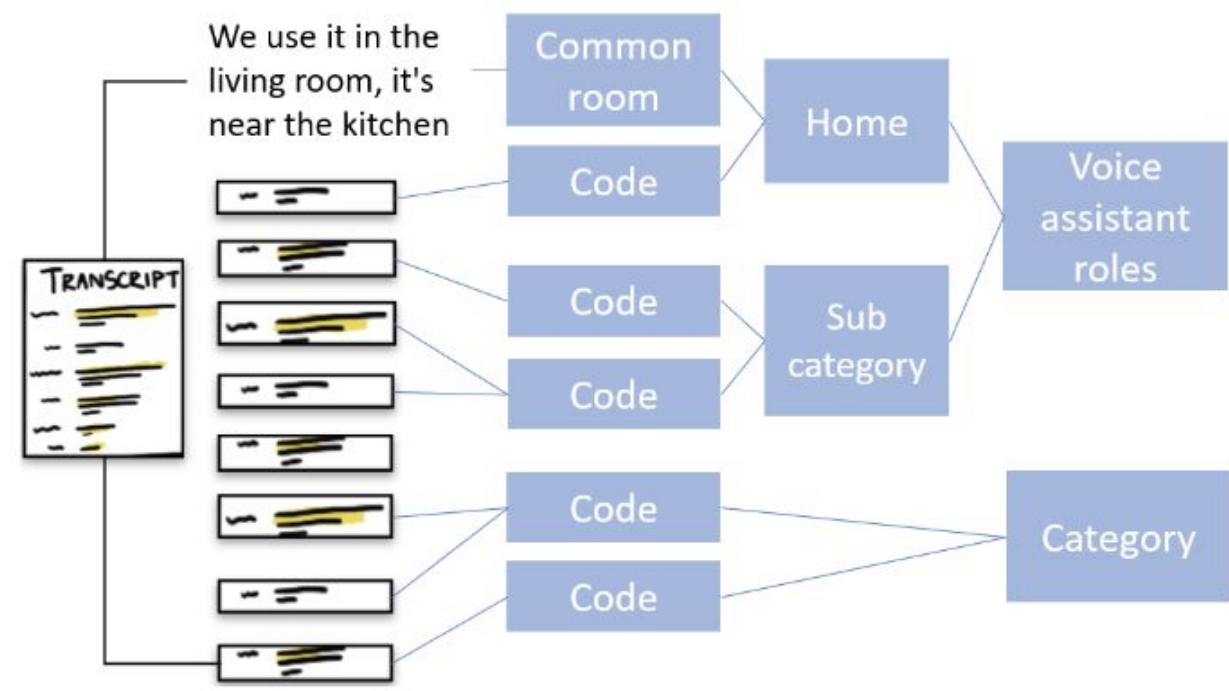 We use it in the
living room, it's
near the kitchen
Common
room
Home
Code
Voice
assistant
roles
TRANSCRIPT
Code
Sub
category
Code
Code
Category
Code